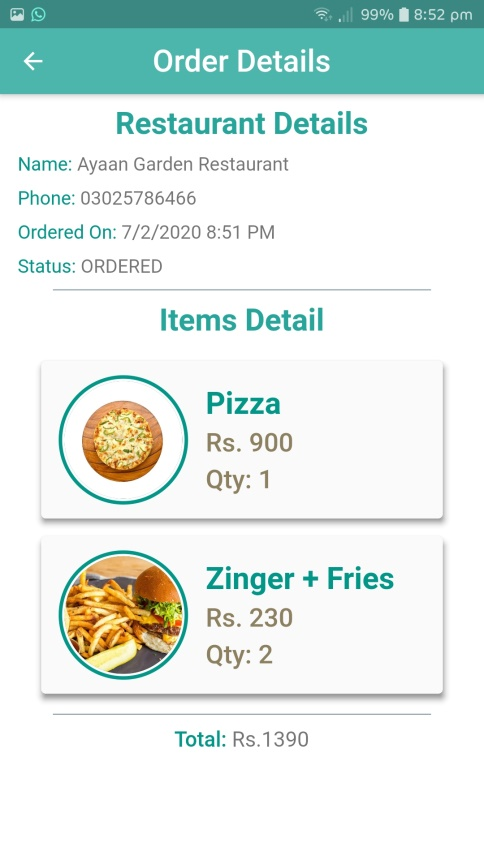 99% 8:52 pm
Order Details
Restaurant Details
Name: Ayaan Garden Restaurant
Phone: 03025786466
Ordered On: 7/2/2020 8:51 PM
Status: ORDERED
Items Detail
Pizza
Rs. 900
Qty: 1
Zinger + Fries
Rs. 230
Qty: 2
Total: Rs.1390